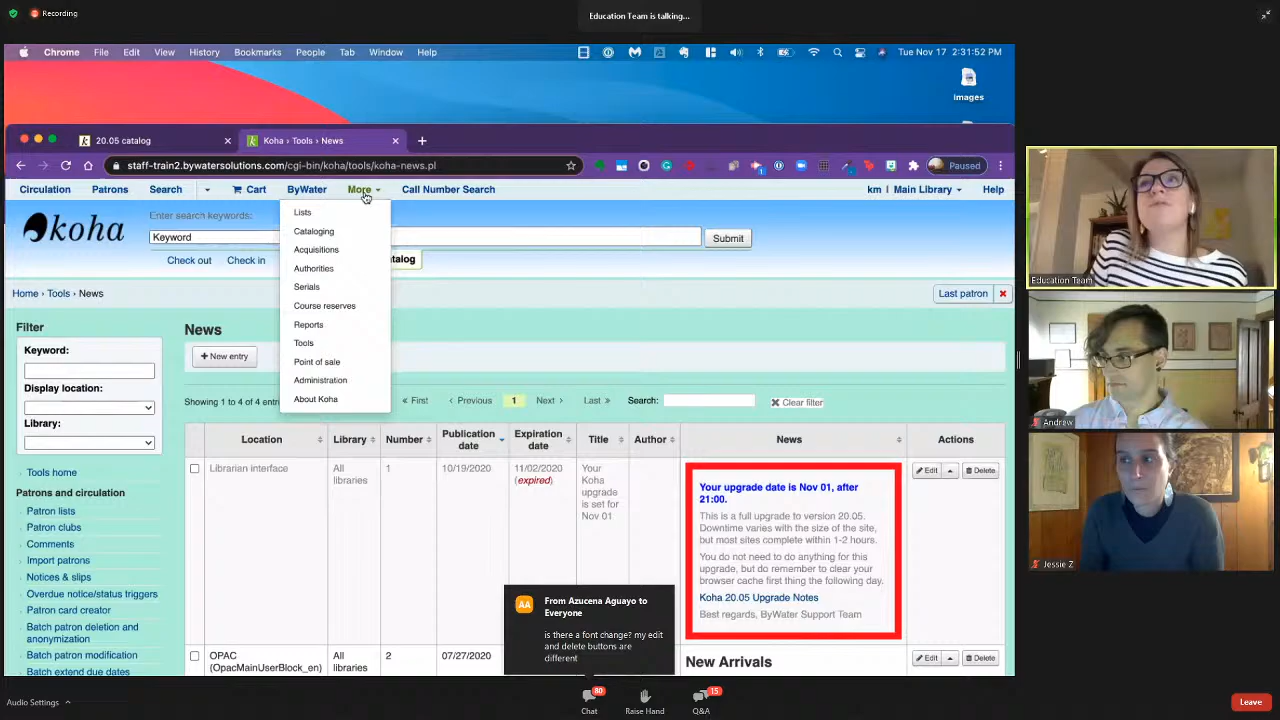 Recording
Education Team is talking...
Chrome File Edit View History Bookmarks People Tab Window Help
Tue Nov 17 2:31:52 PM
images
20.05 catalog
Koha › Tools › News
staff-train2.bywatersolutions.com/cgi-bin/koha/tools/koha-news.pl
Paused
Circulation Patrons Search Cart ByWater More Call Number Search
km | Main Library Help
koha
Enter search keywords:
Keyword
Submit
Check out Check in
talog
Lists
Cataloging
Acquisitions
Authorities
Serials
Course reserves
Reports
Tools
Point of sale
Administration
About Koha
Home › Tools › News
Last patron
Filter
Keyword:
Display location:
Library:
News
+ New entry
Showing 1 to 4 of 4 entr
First Previous 1 Next Last Search: Clear filter
Location Library Number Publication date Expiration date Title Author News Actions
Librarian interface
All libraries
1
10/19/2020
11/02/2020
(expired)
Your
Koha
upgrade
is set for
Nov 01
Your upgrade date is Nov 01, after
21:00.
This is a full upgrade to version 20.05.
Downtime varies with the size of the site,
but most sites complete within 1-2 hours.
You do not need to do anything for this
upgrade, but do remember to clear your
browser cache first thing the following day.
Koha 20.05 Upgrade Notes
Best regards, ByWater Support Team
Edit Delete
OPAC
(OpacMainUserBlock_en)
All
libraries
2
07/27/2020
New Arrivals
Edit Delete
Tools home
Patrons and circulation
Patron lists
Patron clubs
Comments
Import patrons
Notices & slips
Overdue notice/status triggers
Patron card creator
Batch patron deletion and
anonymization
Batch patron modification
Batch extend due dates
AA
From Azucena Aguayo to
Everyone
is there a font change? my edit
and delete buttons are
different
Education Team
Andrew
Jessie Z
Audio Settings
80
Chat
Raise Hand
15
Q&A
Leave